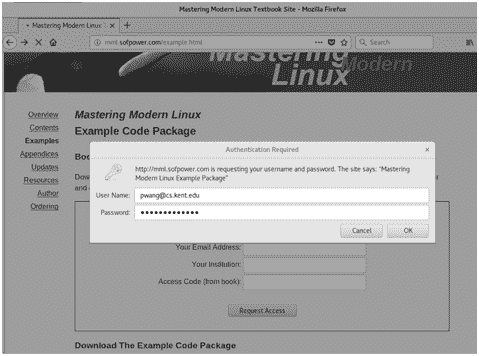 Mastering Modern Linux Textbook Site - Mozilla Firefox
Mastering Modern Linux
mml.sofpower.com/example.html
Search
Mastering Modern
Linux
Overview
Contents
Examples
Appendices
Updates
Resources
Author
Ordering
Mastering Modern Linux
Example Code Package
Boo
Dow
and
Authentication Required
http://mml.sofpower.com is requesting your username and password. The site says: "Mastering
Modern Linux Example Package"
User Name: pwang@cs.kent.edu
Password: •••••••••••••
Cancel OK
Your Email Address:
Your Institution:
Access Code (from book):
Request Access
Download The Example Code Package